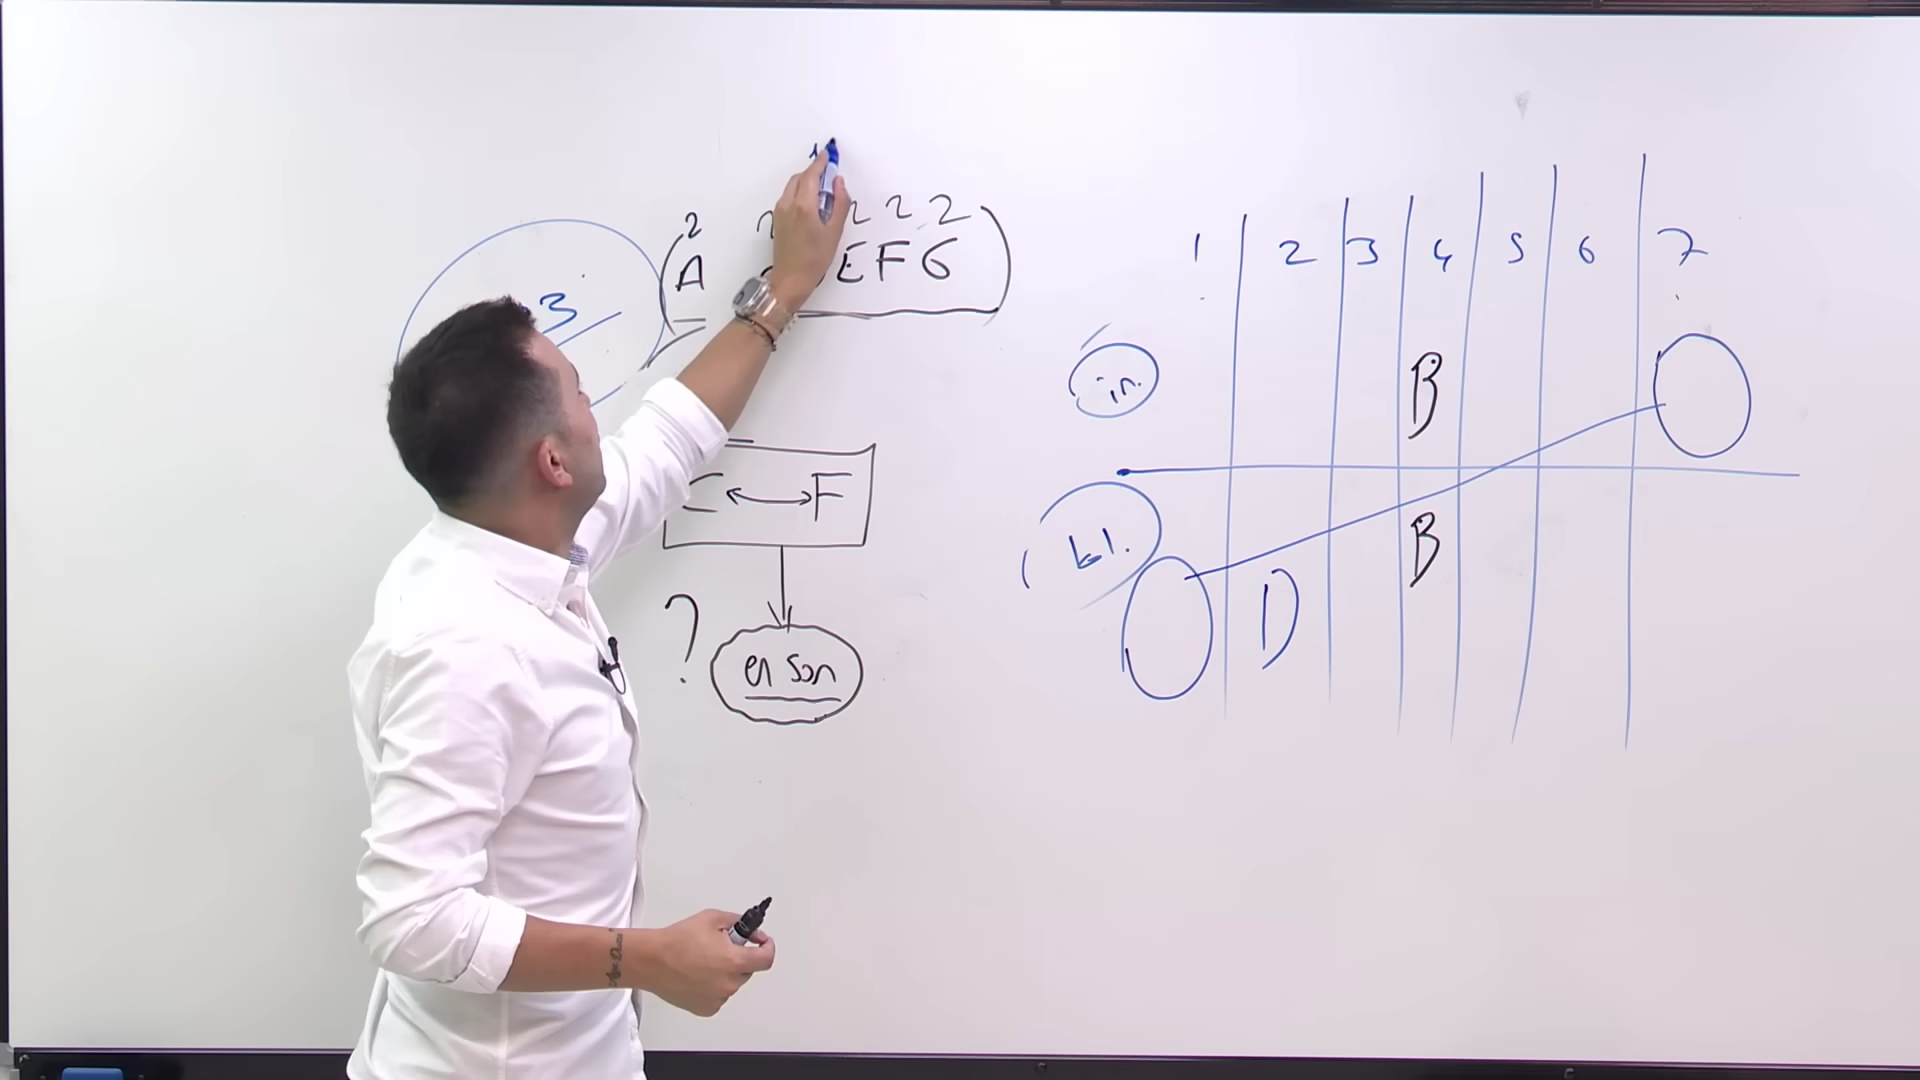 3
2 2 2 2
A EFG
C ↔ F
?
en son
1 2 3 4 5 6 7
in.
B
bl.
B
D